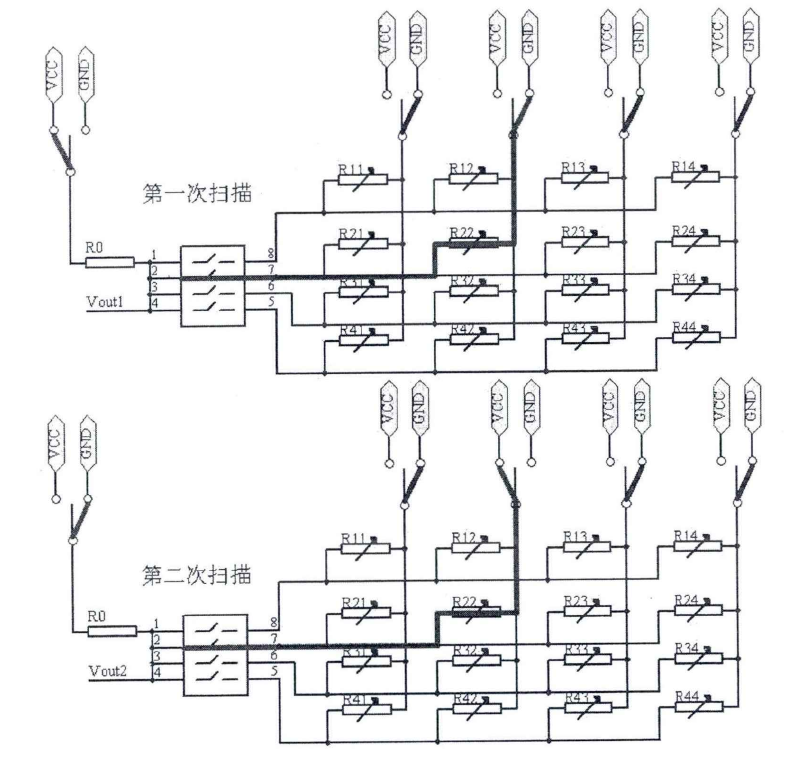 VCC GND VCC GND VCC GND VCC GND
VCC GND
R11 R12 R13 R14
第一次扫描
R21 R22 R23 R24
R0 1 8
2 7
R31 R32 R33 R34
3 6
Vout1 4 5
R41 R42 R43 R44
VCC GND VCC GND VCC GND VCC GND
VCC GND
R11 R12 R13 R14
第二次扫描
R21 R22 R23 R24
R0 1 8
2 7
R31 R32 R33 R34
3 6
Vout2 4 5
R41 R42 R43 R44